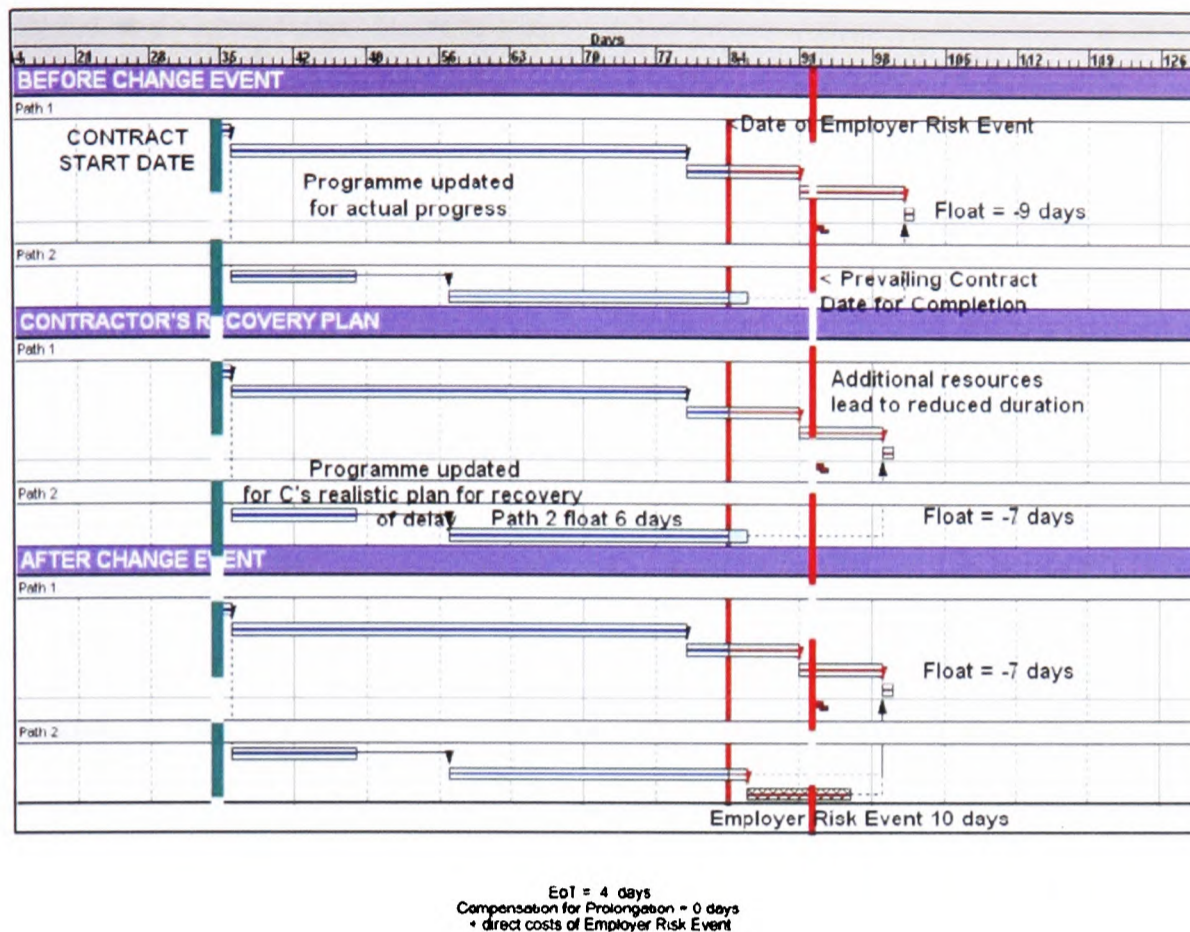 Days
14 21 28 35 42 49 56 63 70 77 84 91 98 105 112 119 126
BEFORE CHANGE EVENT
Path 1
<Date of Employer Risk Event
CONTRACT
START DATE
Programme updated
for actual progress
Float = -9 days
Path 2
< Prevailing Contract
Date for Completion
CONTRACTOR'S RECOVERY PLAN
Path 1
Additional resources
lead to reduced duration
Programme updated
for C's realistic plan for recovery
of delay
Path 2
Path 2 float 6 days
Float = -7 days
AFTER CHANGE EVENT
Path 1
Float = -7 days
Path 2
Employer Risk Event 10 days
EoT = 4 days
Compensation for Prolongation = 0 days
+ direct costs of Employer Risk Event